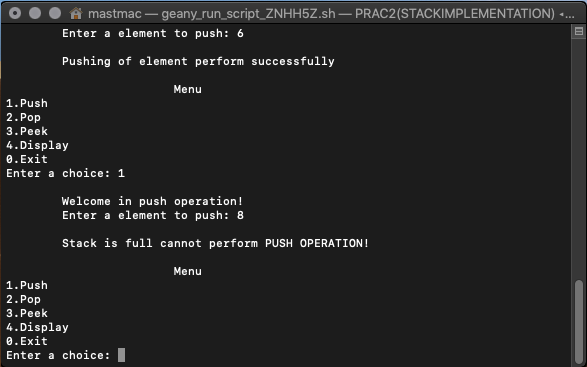 mastmac — geany_run_script_ZNHH5Z.sh — PRAC2(STACKIMPLEMENTATION) ◂...
Enter a element to push: 6
Pushing of element perform successfully
Menu
1.Push
2.Pop
3.Peek
4.Display
0.Exit
Enter a choice: 1
Welcome in push operation!
Enter a element to push: 8
Stack is full cannot perform PUSH OPERATION!
Menu
1.Push
2.Pop
3.Peek
4.Display
0.Exit
Enter a choice: